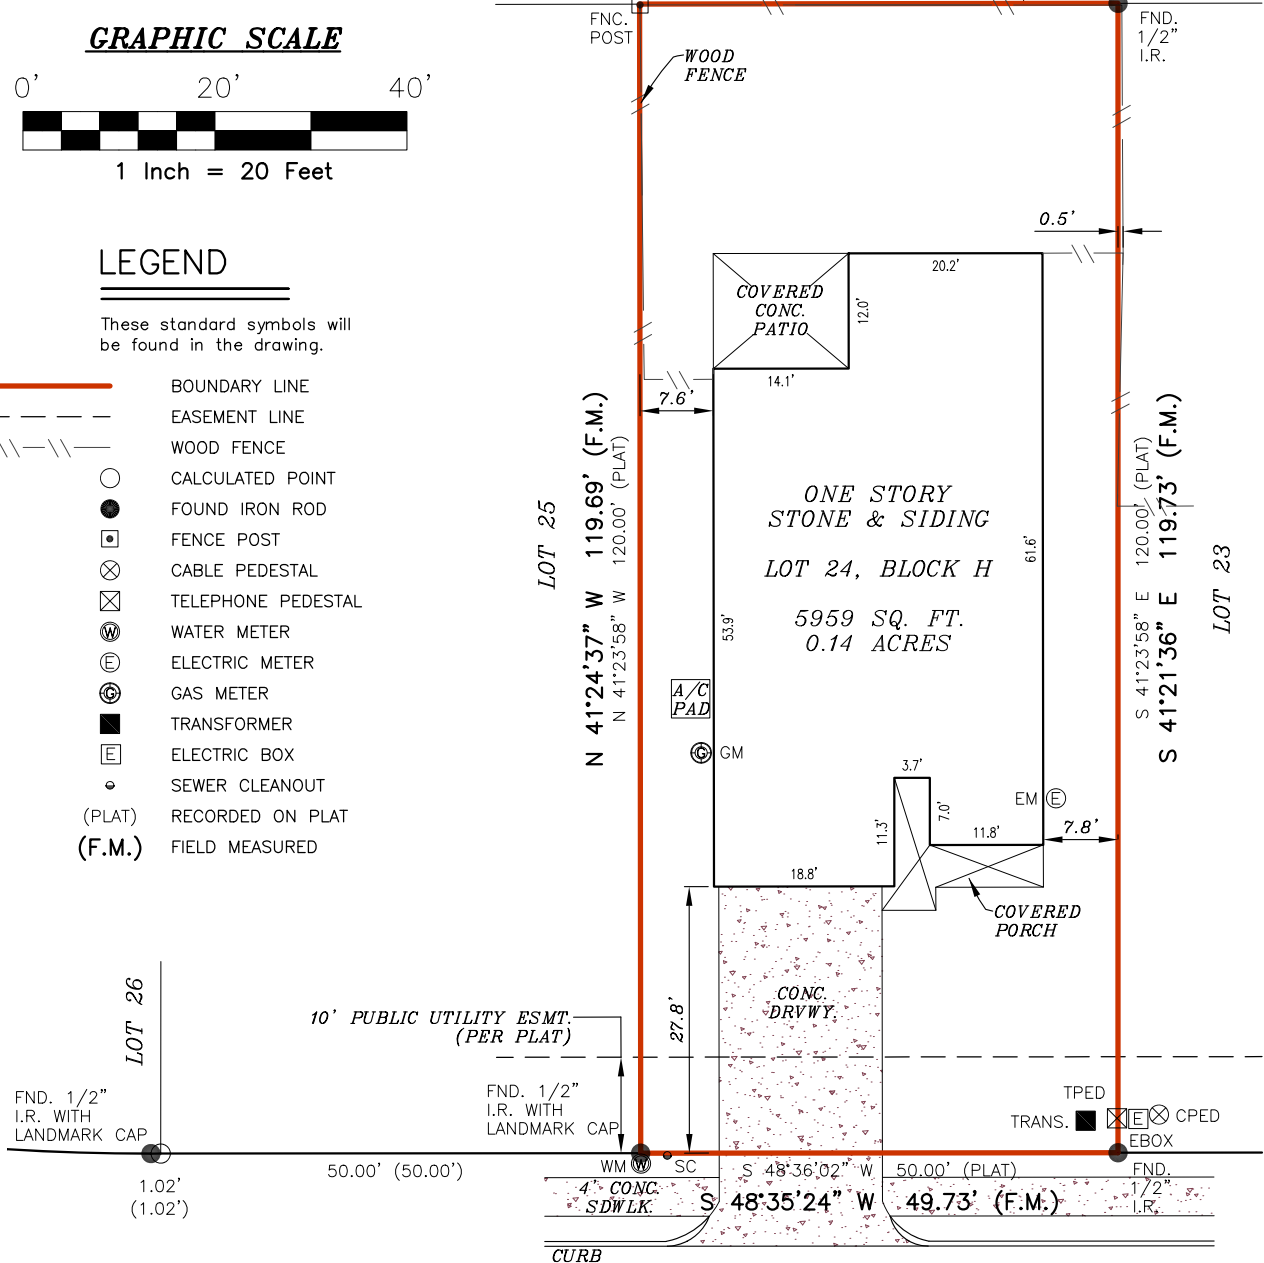 GRAPHIC SCALE
0' 20' 40'
1 Inch = 20 Feet
LEGEND
These standard symbols will
be found in the drawing.
BOUNDARY LINE
EASEMENT LINE
WOOD FENCE
CALCULATED POINT
FOUND IRON ROD
FENCE POST
CABLE PEDESTAL
TELEPHONE PEDESTAL
W WATER METER
E ELECTRIC METER
G GAS METER
TRANSFORMER
E ELECTRIC BOX
SEWER CLEANOUT
(PLAT) RECORDED ON PLAT
(F.M.) FIELD MEASURED
FNC.
POST
WOOD
FENCE
FND.
1/2"
I.R.
0.5'
20.2'
COVERED
CONC.
PATIO
12.0'
14.1'
7.6'
LOT 25
N 41°24'37" W 119.69' (F.M.)
N 41°23'58" W 120.00' (PLAT)
ONE STORY
STONE & SIDING
LOT 24, BLOCK H
5959 SQ. FT.
0.14 ACRES
53.9'
61.6'
S 41°23'58" E 120.00' (PLAT)
S 41°21'36" E 119.73' (F.M.)
LOT 23
A/C
PAD
G GM
3.7'
EM E
11.3'
7.0'
11.8'
7.8'
18.8'
COVERED
PORCH
CONC.
DRVWY.
27.8'
LOT 26
10' PUBLIC UTILITY ESMT.
(PER PLAT)
FND. 1/2"
I.R. WITH
LANDMARK CAP
FND. 1/2"
I.R. WITH
LANDMARK CAP
TPED
TRANS. E CPED
EBOX
1.02'
(1.02')
50.00' (50.00')
WM W SC
S 48°36'02" W 50.00' (PLAT)
FND.
1/2"
I.R.
4' CONC.
SDWLK.
S 48°35'24" W 49.73' (F.M.)
CURB